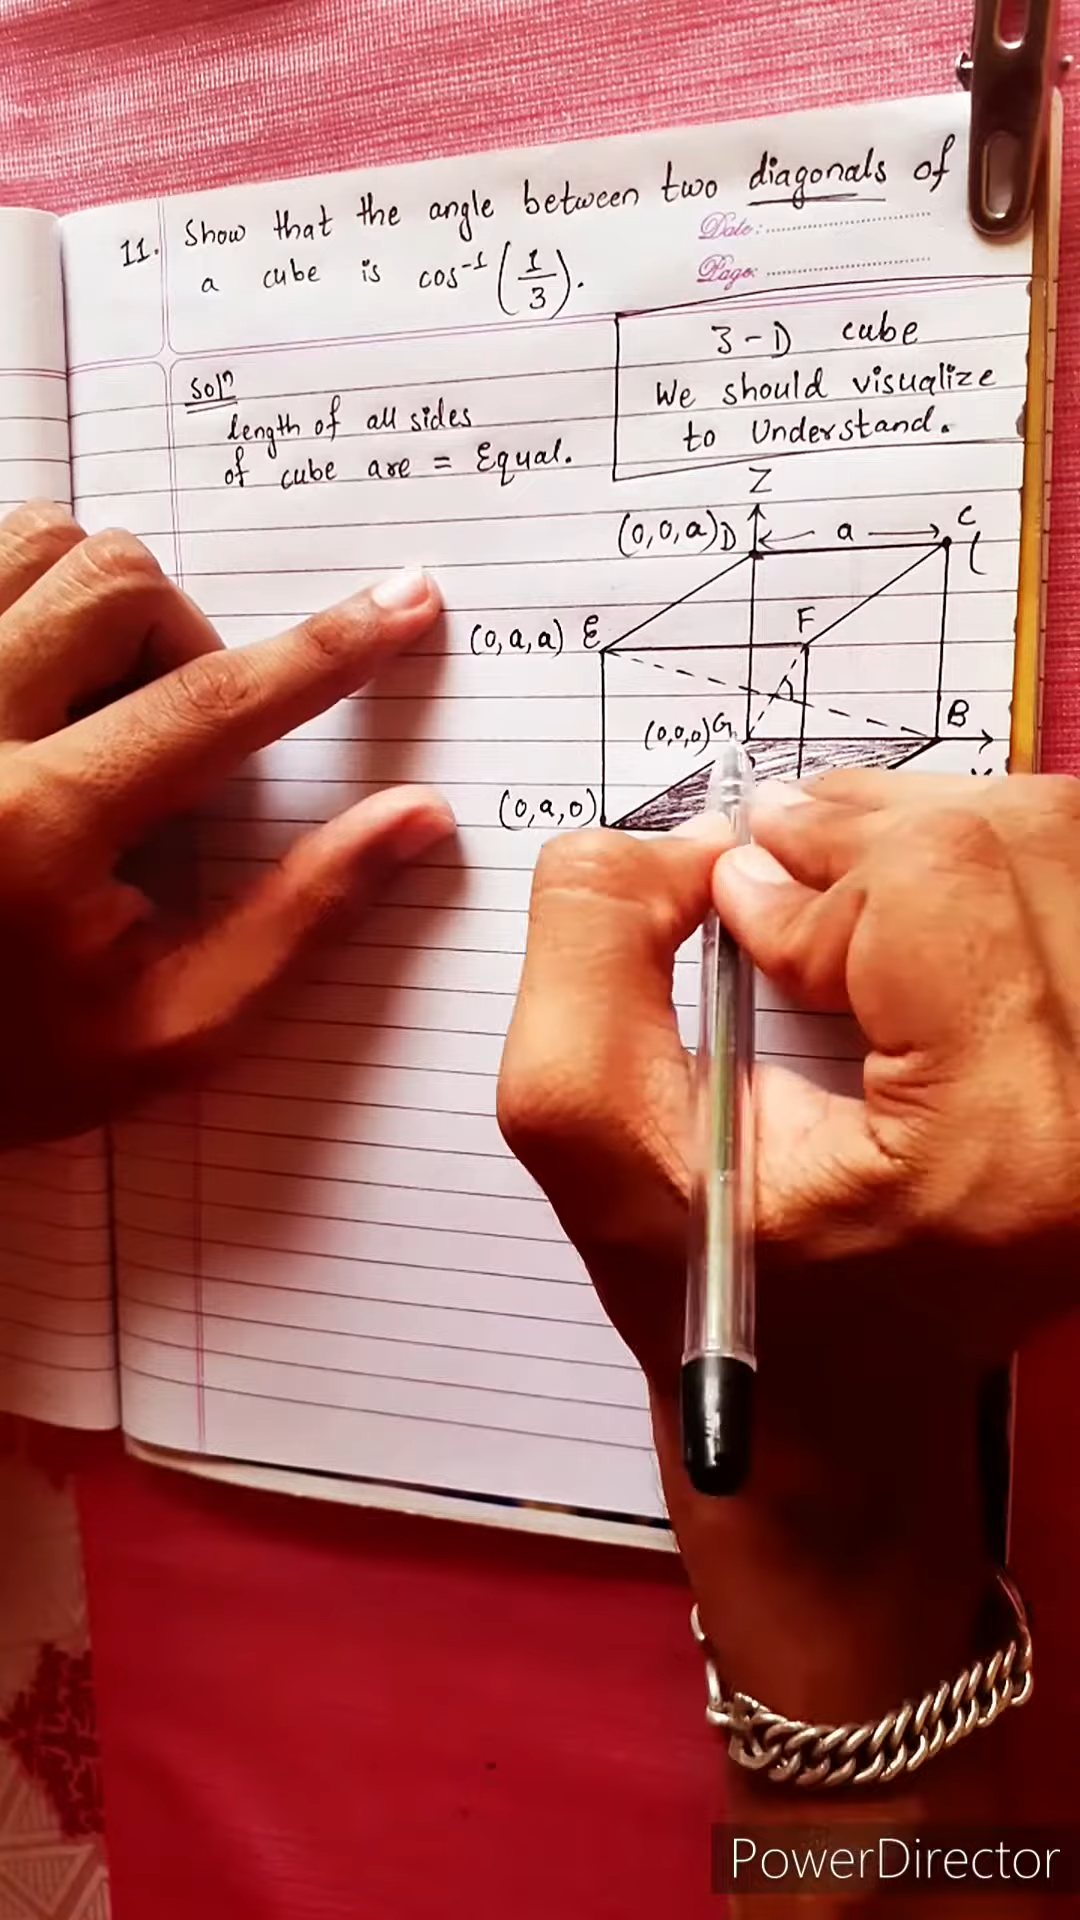 11. Show that the angle between two diagonals of
a cube is cos⁻¹(1/3).
Date:
Page:
3-D cube
We should visualize
to Understand.
Solⁿ
length of all sides
of cube are = Equal.
Z
(0,0,a) D a C
(
(0,a,a) E F
(0,0,0) G B
(0,a,0)
PowerDirector